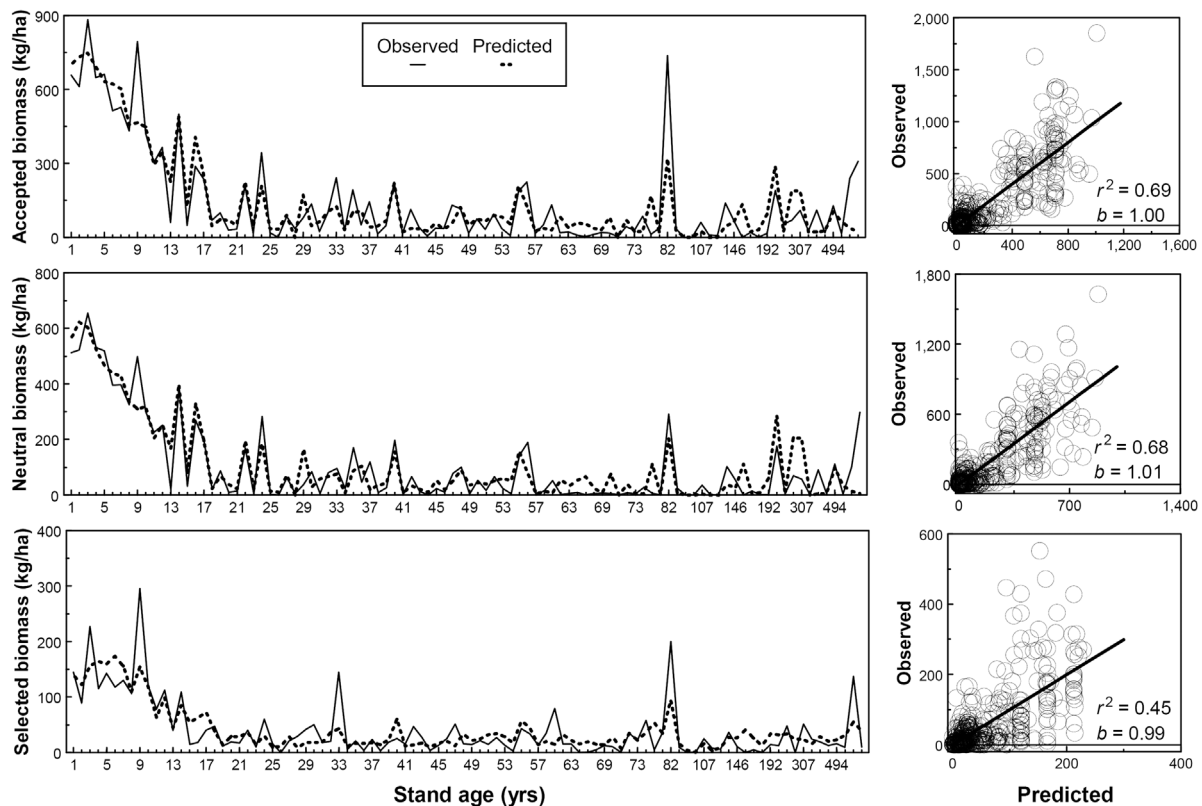 Observed Predicted
Accepted biomass (kg/ha)
900
600
300
0
1 5 9 13 17 21 24 29 33 37 41 45 49 53 57 63 69 73 82 107 146 192 307 494
Observed
2,000
1,500
1,000
500
0
r² = 0.69
b = 1.00
0 400 800 1,200 1,600
Neutral biomass (kg/ha)
800
600
400
200
0
1 5 9 13 17 21 24 29 33 37 41 45 49 53 57 63 69 73 82 107 146 192 307 494
Observed
1,800
1,200
600
0
r² = 0.68
b = 1.01
0 700 1,400
Selected biomass (kg/ha)
400
300
200
100
0
1 5 9 13 17 21 25 29 33 37 41 45 49 53 57 63 69 73 82 107 146 192 307 494
Stand age (yrs)
Observed
600
400
200
0
r² = 0.45
b = 0.99
0 200 400
Predicted